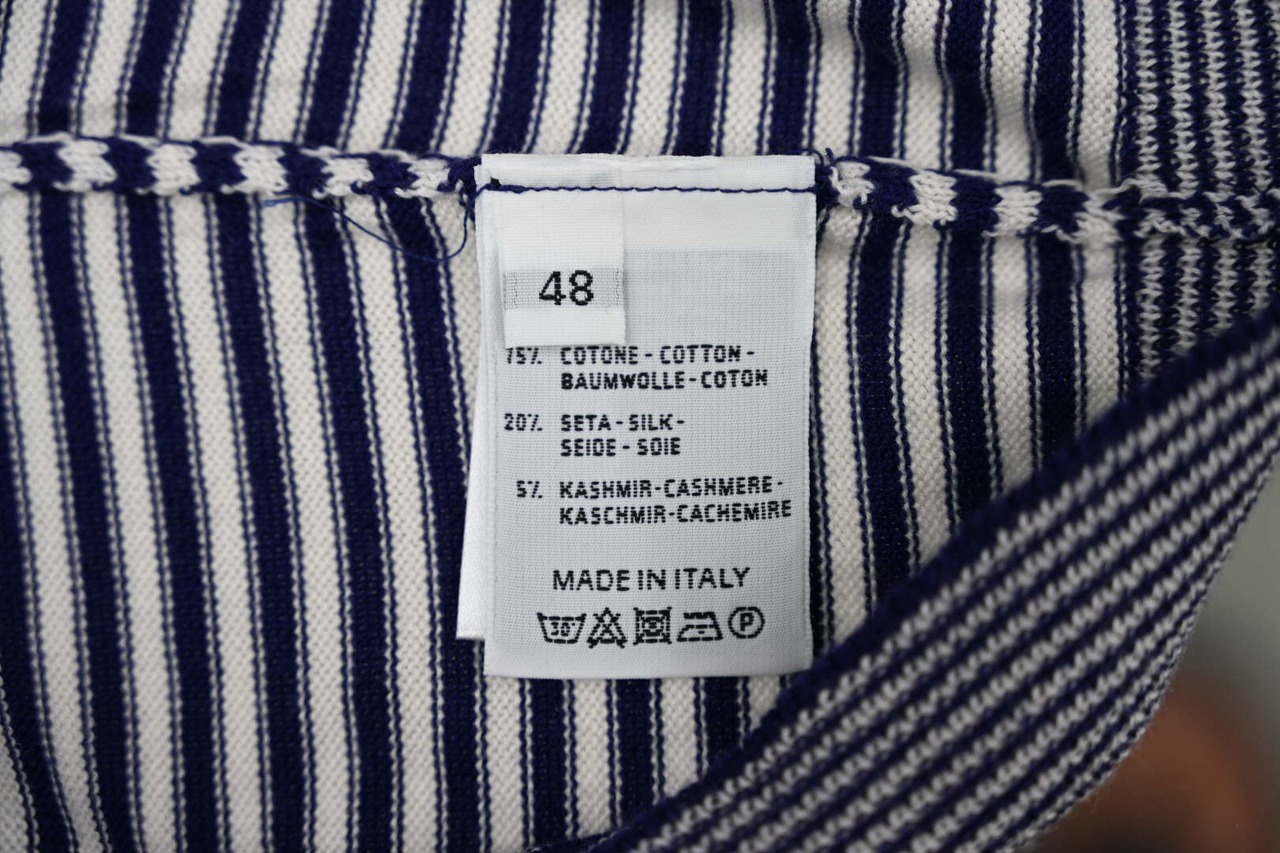 48
75% COTONE - COTTON -
BAUMWOLLE - COTON
20% SETA - SILK -
SEIDE - SOIE
5% KASHMIR - CASHMERE -
KASCHMIR - CACHEMIRE
MADE IN ITALY
30° P